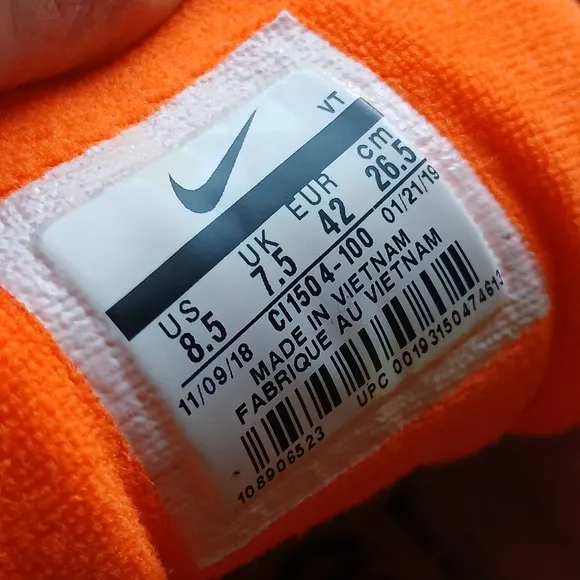 VT
US UK EUR cm
8.5 7.5 42 26.5
11/09/18 CI1504-100 01/21/19
MADE IN VIETNAM
FABRIQUE AU VIETNAM
UPC 00193150474613
108906523